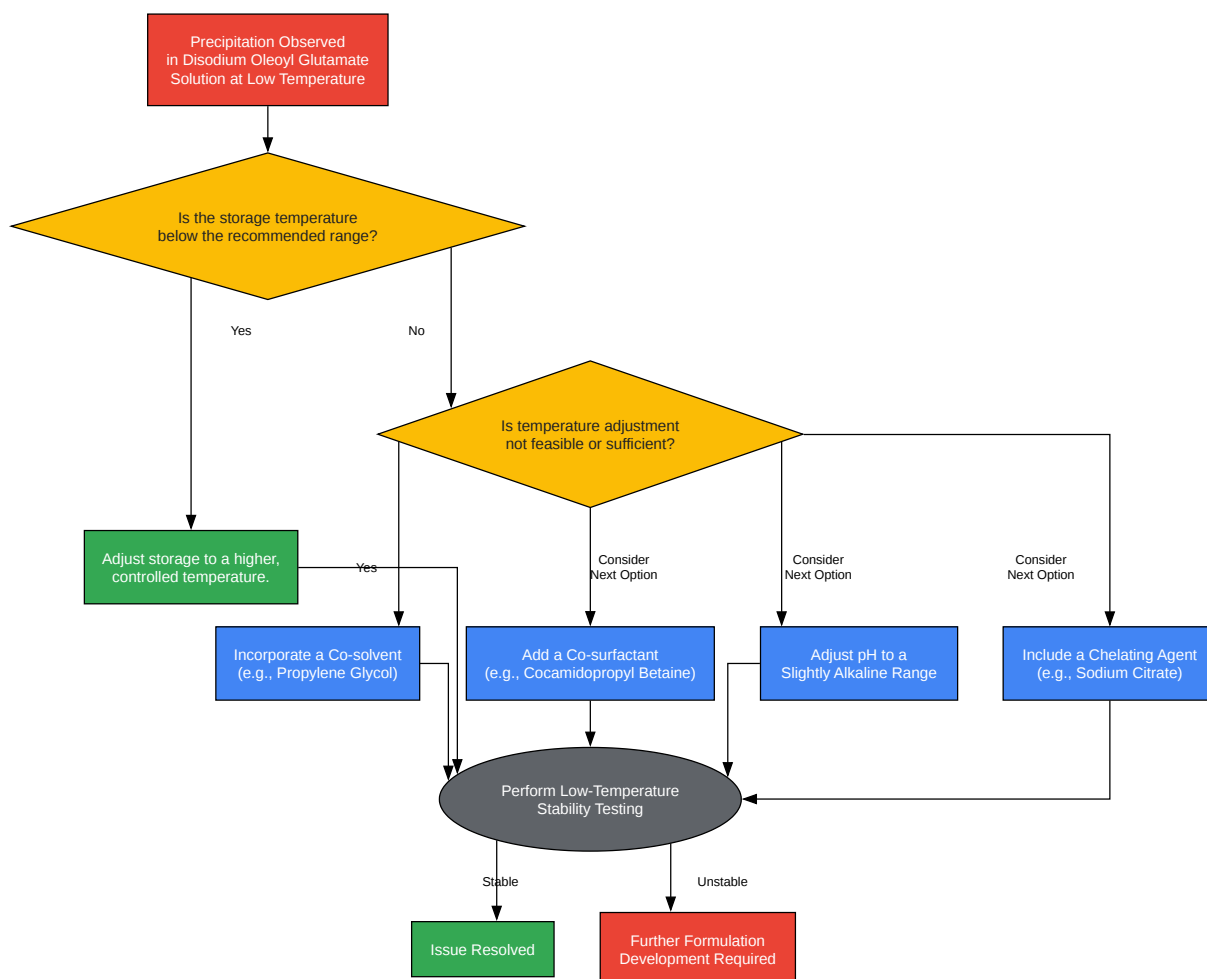 Precipitation Observed
in Disodium Oleoyl Glutamate
Solution at Low Temperature
Is the storage temperature
below the recommended range?
Yes
No
Is temperature adjustment
not feasible or sufficient?
Adjust storage to a higher,
controlled temperature.
Yes
Consider
Next Option
Consider
Next Option
Consider
Next Option
Incorporate a Co-solvent
(e.g., Propylene Glycol)
Add a Co-surfactant
(e.g., Cocamidopropyl Betaine)
Adjust pH to a
Slightly Alkaline Range
Include a Chelating Agent
(e.g., Sodium Citrate)
Perform Low-Temperature
Stability Testing
Stable
Unstable
Issue Resolved
Further Formulation
Development Required